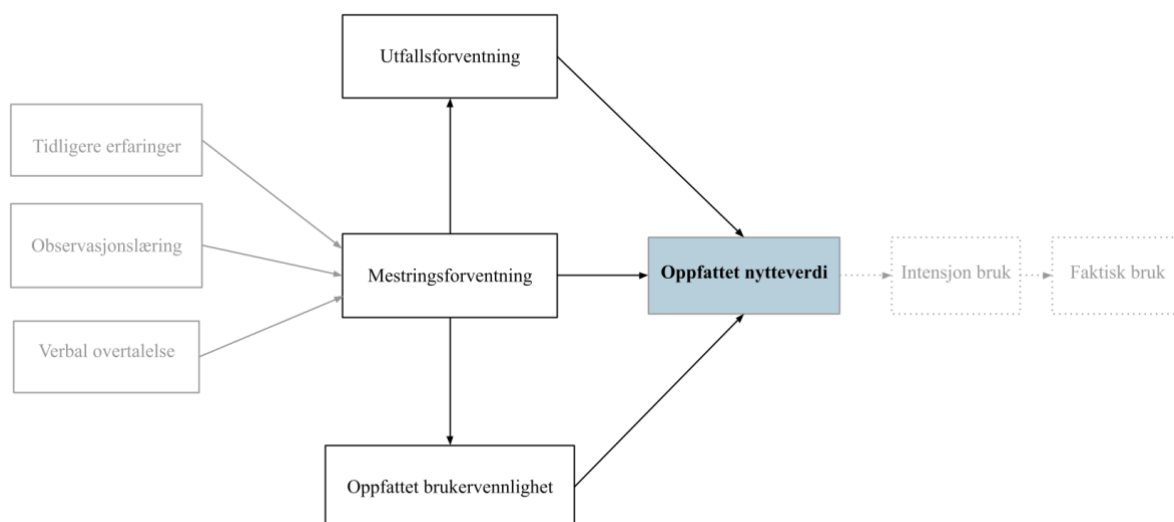 Utfallsforventning
Tidligere erfaringer
Observasjonslæring
Verbal overtalelse
Mestringsforventning
Oppfattet brukervennlighet
Oppfattet nytteverdi
Intensjon bruk
Faktisk bruk